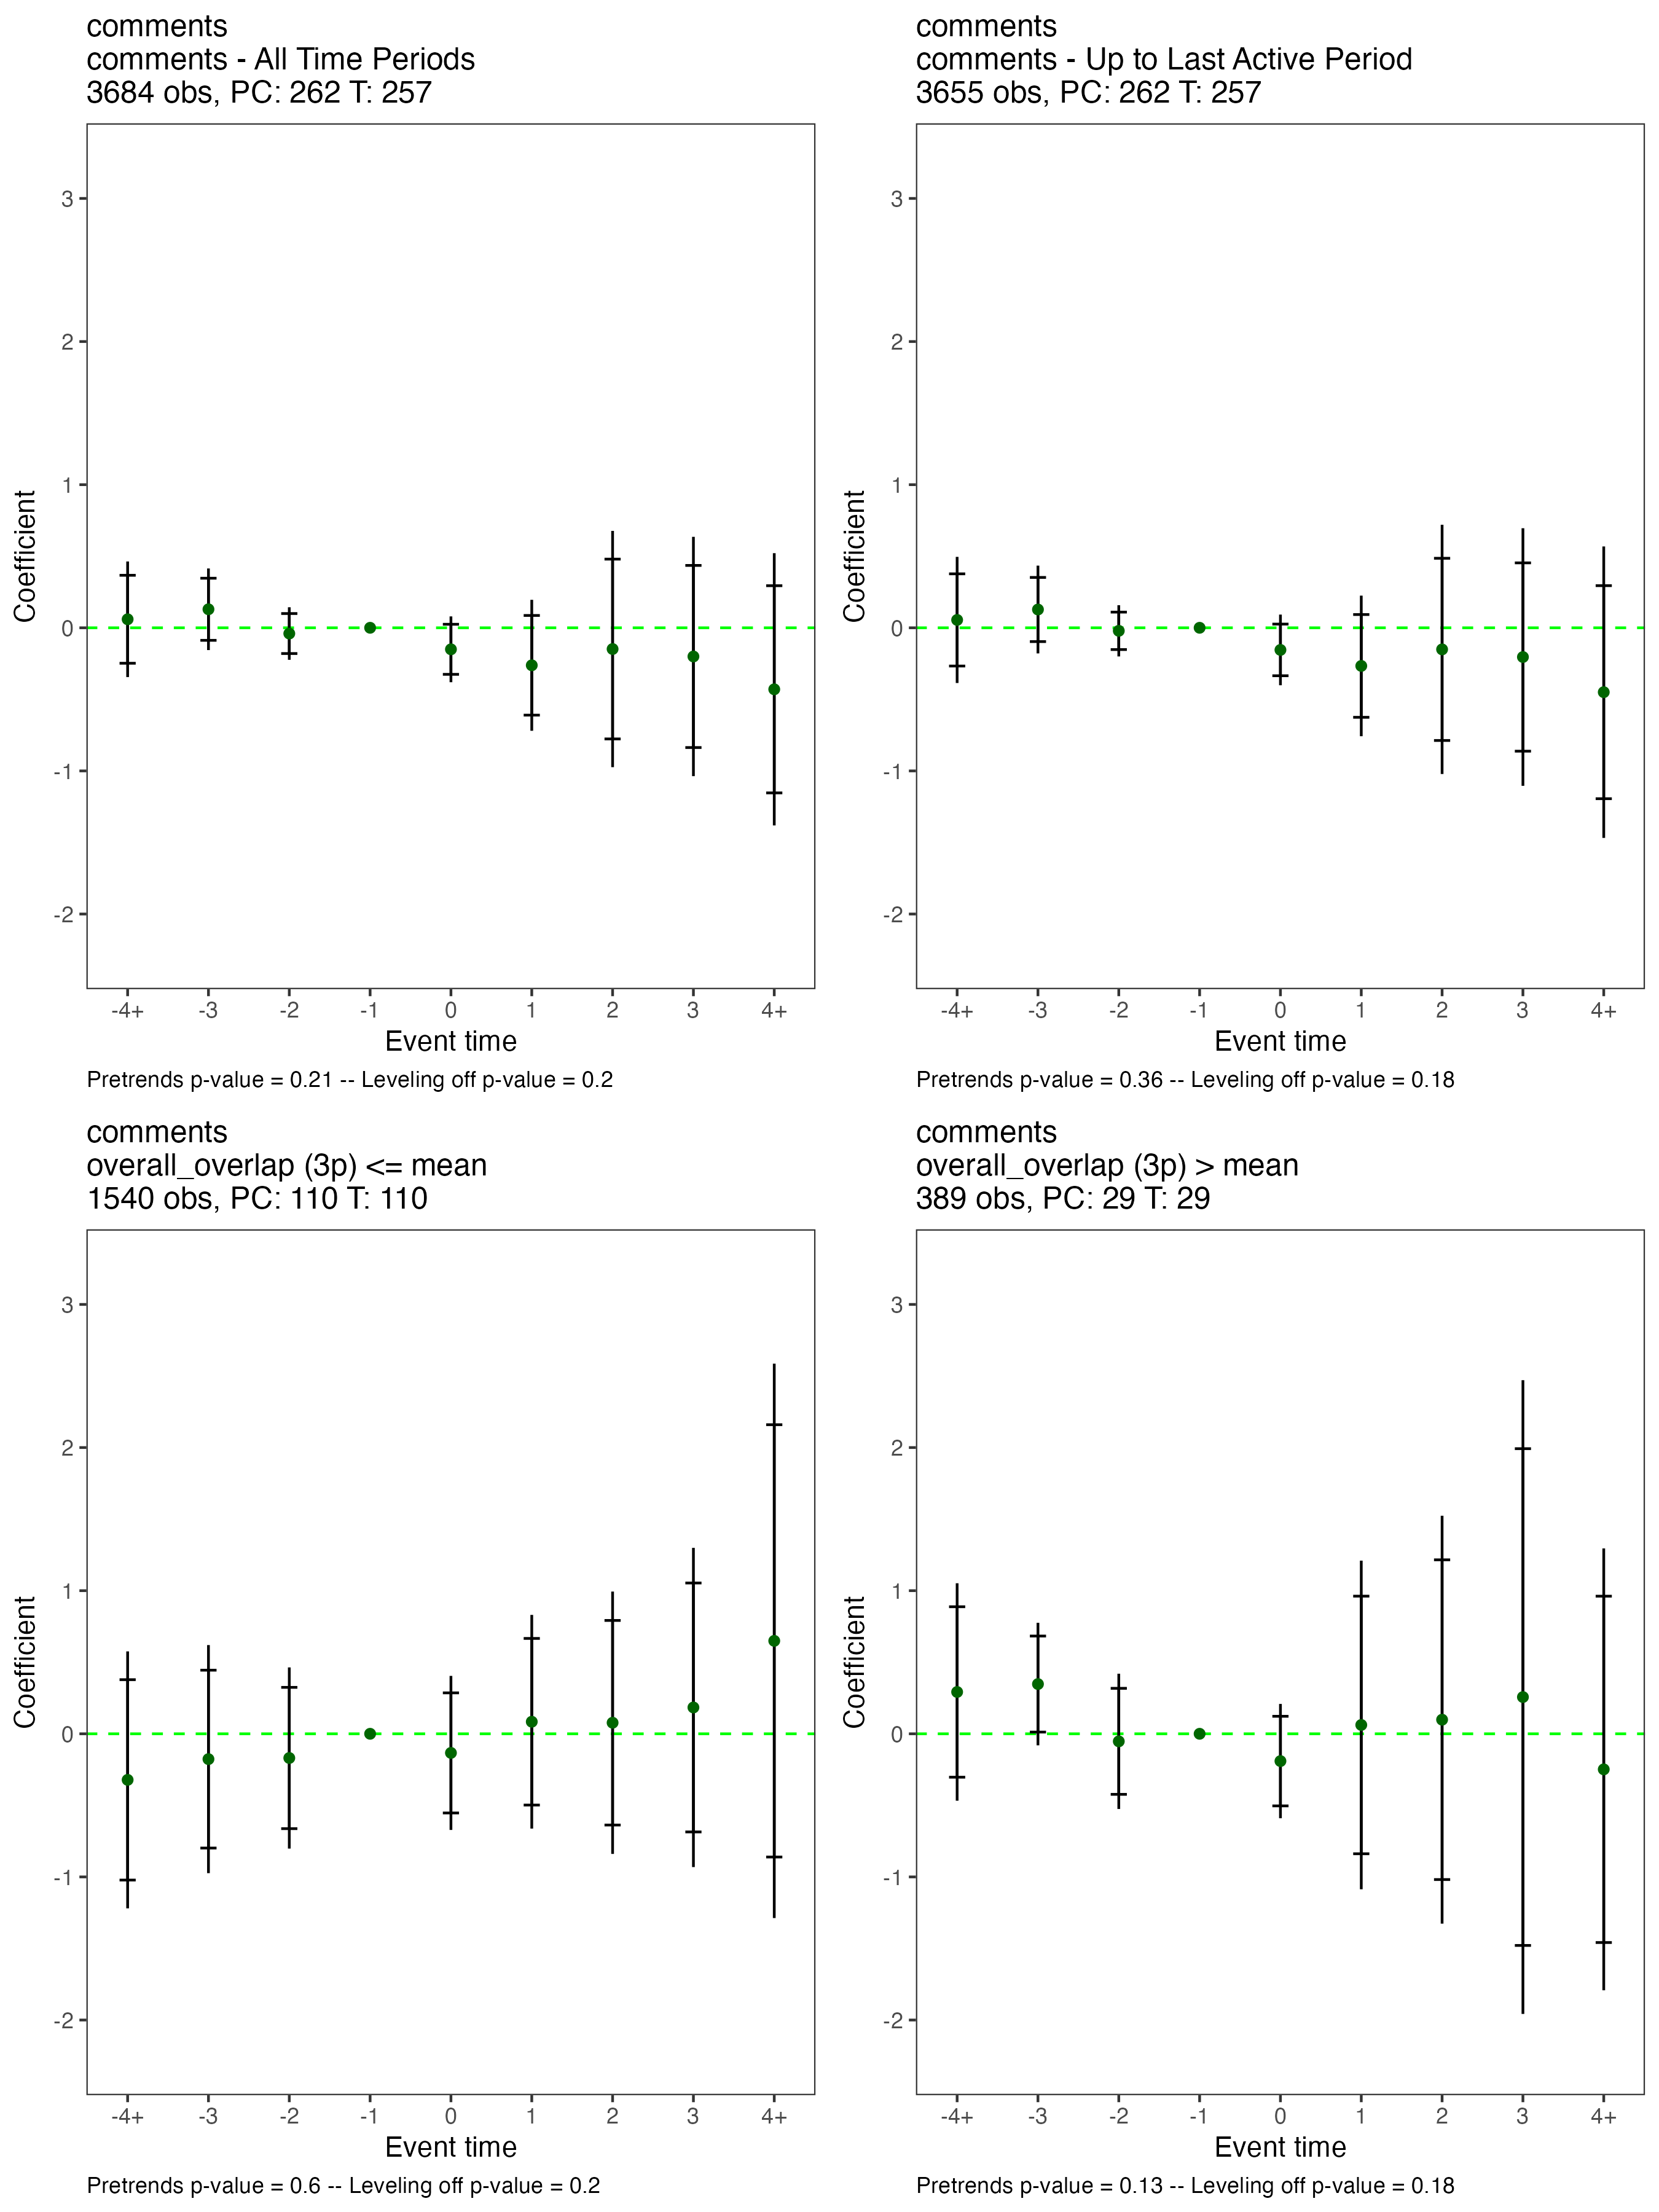 comments
comments - All Time Periods
3684 obs, PC: 262 T: 257
Coefficient
3
2
1
0
-1
-2
-4+ -3 -2 -1 0 1 2 3 4+
Event time
Pretrends p-value = 0.21 -- Leveling off p-value = 0.2
comments
comments - Up to Last Active Period
3655 obs, PC: 262 T: 257
Coefficient
3
2
1
0
-1
-2
-4+ -3 -2 -1 0 1 2 3 4+
Event time
Pretrends p-value = 0.36 -- Leveling off p-value = 0.18
comments
overall_overlap (3p) <= mean
1540 obs, PC: 110 T: 110
Coefficient
3
2
1
0
-1
-2
-4+ -3 -2 -1 0 1 2 3 4+
Event time
Pretrends p-value = 0.6 -- Leveling off p-value = 0.2
comments
overall_overlap (3p) > mean
389 obs, PC: 29 T: 29
Coefficient
3
2
1
0
-1
-2
-4+ -3 -2 -1 0 1 2 3 4+
Event time
Pretrends p-value = 0.13 -- Leveling off p-value = 0.18